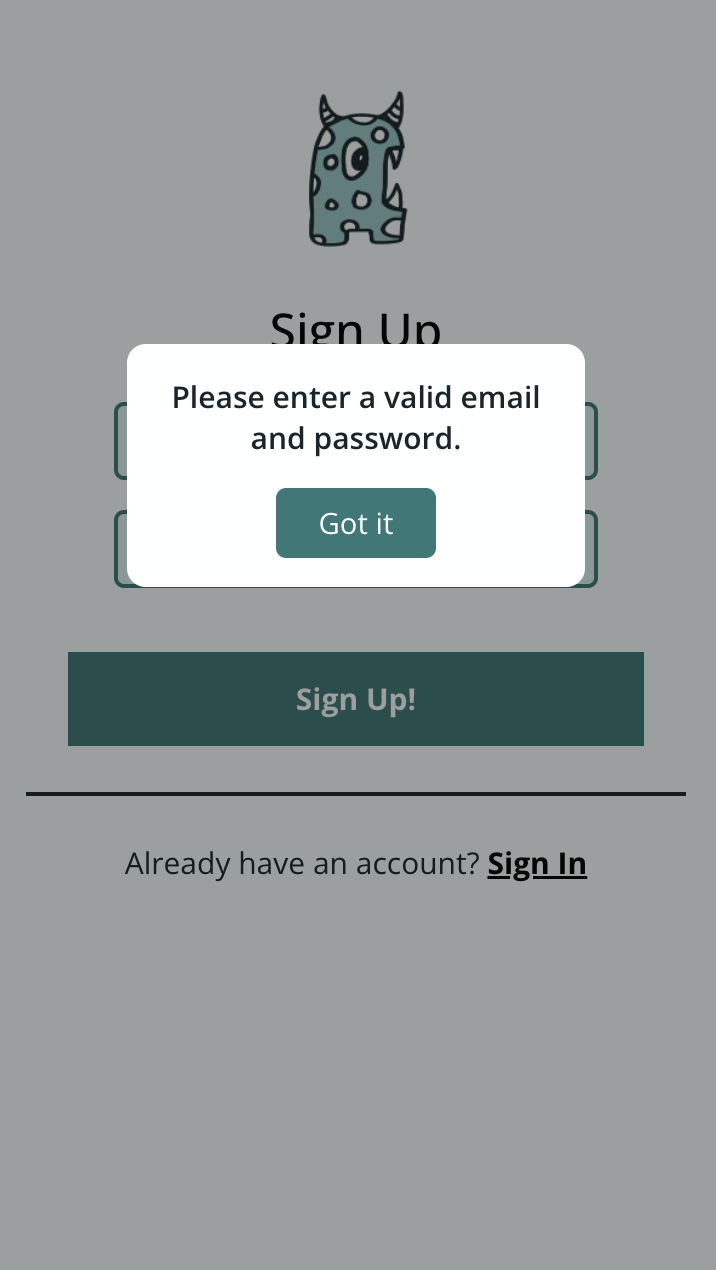 Sign Up
Please enter a valid email
and password.
Got it
Sign Up!
Already have an account? Sign In